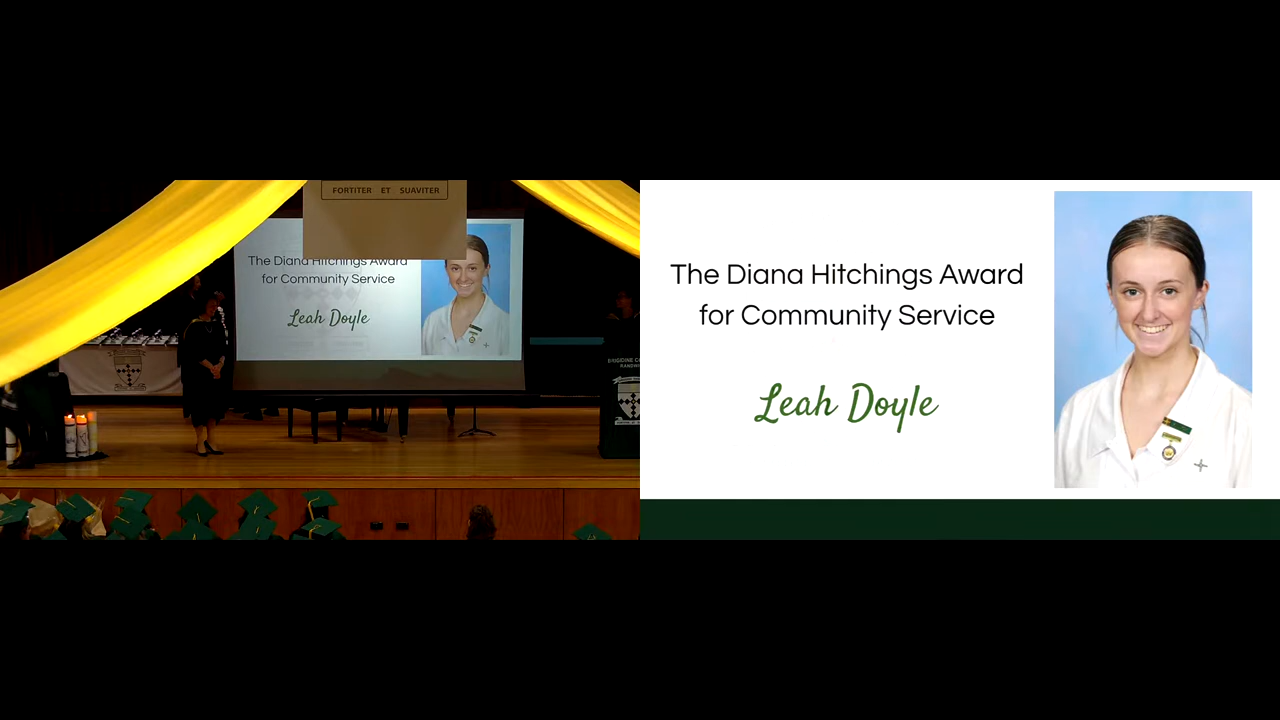 FORTITER ET SUAVITER
The Diana Hitchings Award
for Community Service
Leah Doyle
The Diana Hitchings Award
for Community Service
Leah Doyle